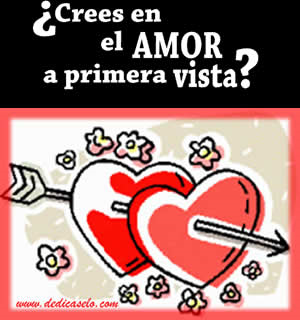 ¿Crees en
el AMOR
a primera vista?
www.dedicaselo.com